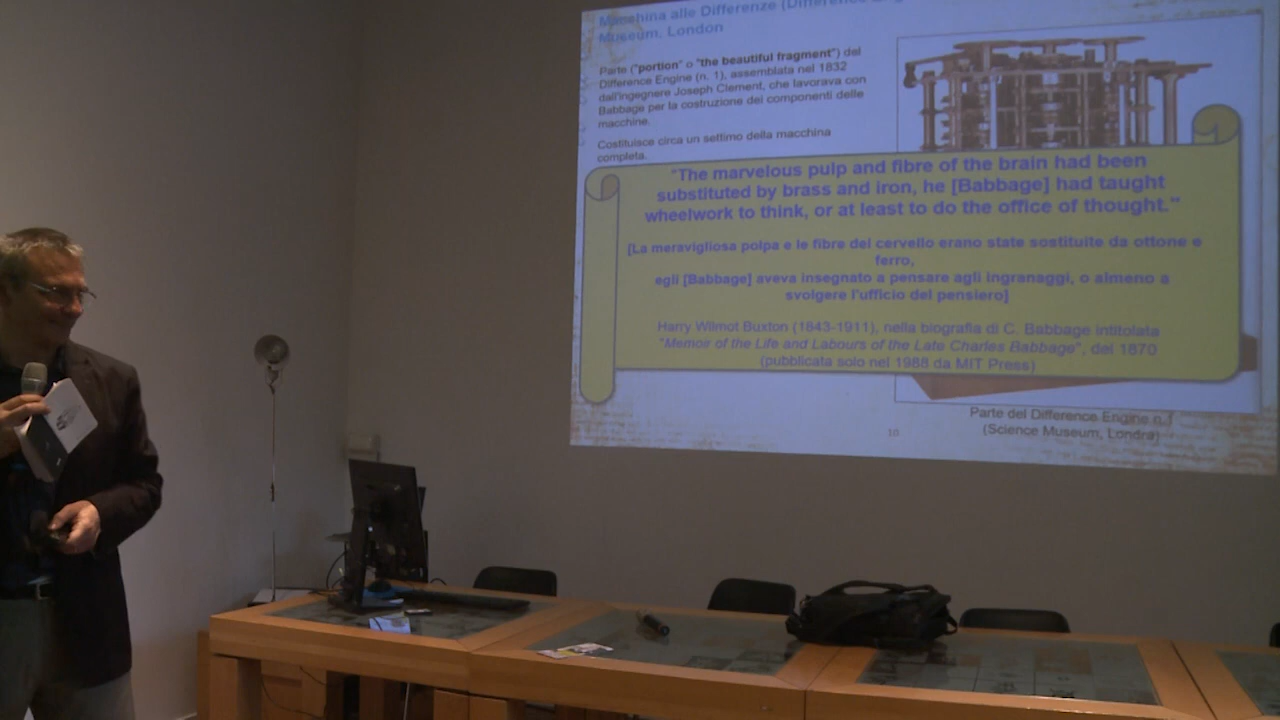 Macchina alle Differenze (Difference
Museum, London
Parte ("portion" o "the beautiful fragment") del
Difference Engine (n. 1), assemblata nel 1832
dall'ingegnere Joseph Clement, che lavorava con
Babbage per la costruzione dei componenti delle
macchine.
Costituisce circa un settimo della macchina
completa.
"The marvelous pulp and fibre of the brain had been
substituted by brass and iron, he [Babbage] had taught
wheelwork to think, or at least to do the office of thought."
[La meravigliosa polpa e le fibre del cervello erano state sostituite da ottone e
ferro,
egli [Babbage] aveva insegnato a pensare agli ingranaggi, o almeno a
svolgere l'ufficio del pensiero]
Harry Wilmot Buxton (1843-1911), nella biografia di C. Babbage intitolata
"Memoir of the Life and Labours of the Late Charles Babbage", del 1870
(pubblicata solo nel 1988 da MIT Press)
Parte del Difference Engine n.1
(Science Museum, Londra)
16